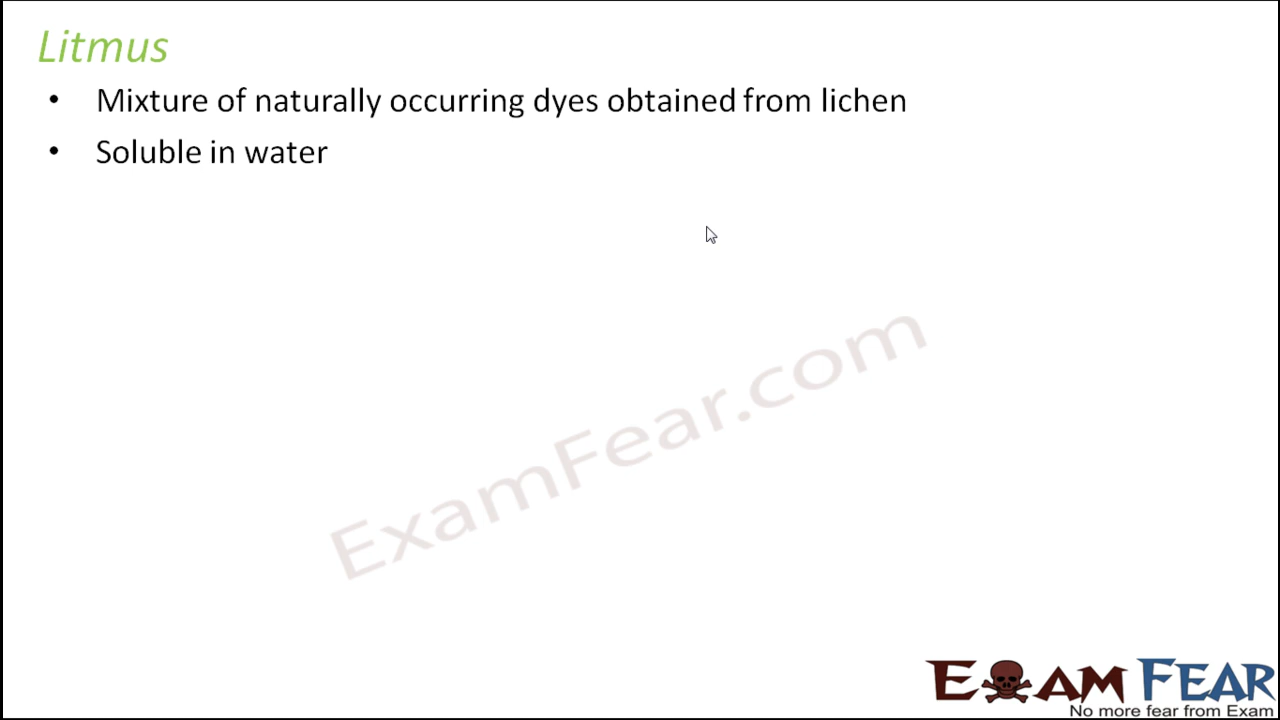 Litmus
• Mixture of naturally occurring dyes obtained from lichen
• Soluble in water
ExamFear.com
EXAM FEAR
No more fear from Exam